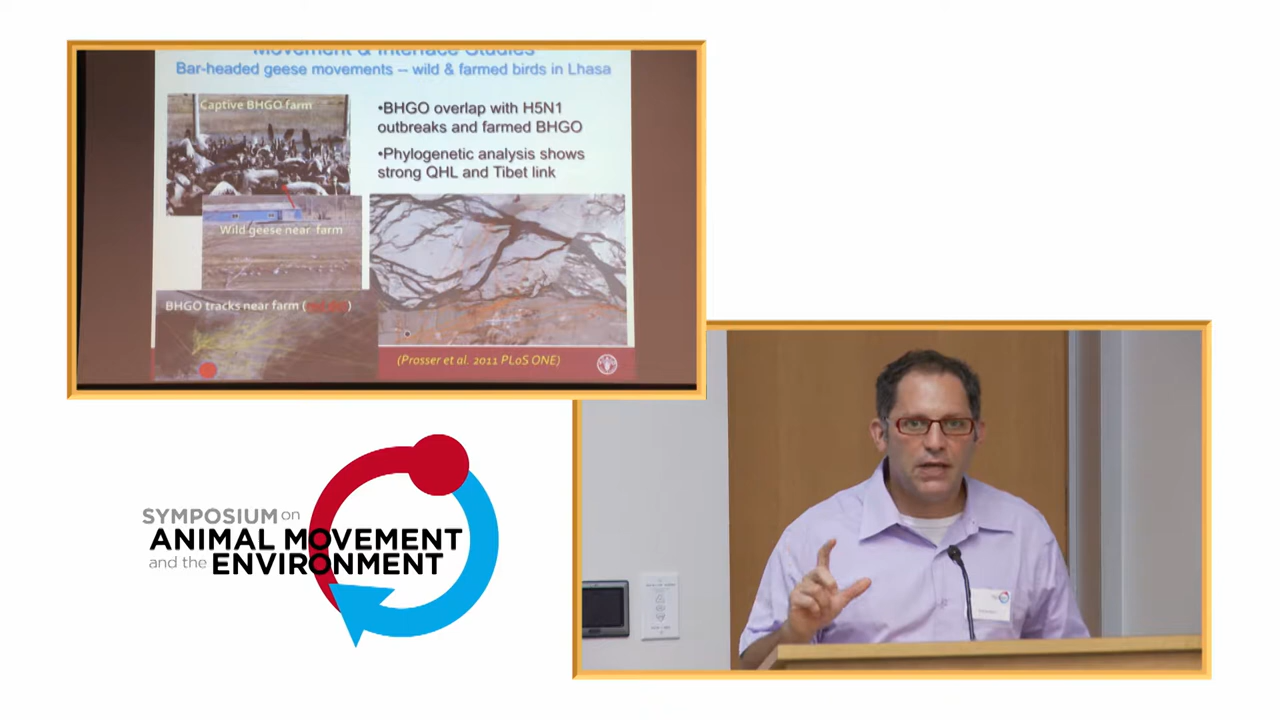 Movement & Interface Studies
Bar-headed geese movements -- wild & farmed birds in Lhasa
Captive BHGO farm
•BHGO overlap with H5N1
outbreaks and farmed BHGO
•Phylogenetic analysis shows
strong QHL and Tibet link
Wild geese near farm
BHGO tracks near farm (
(Prosser et al. 2011 PLoS ONE)
SYMPOSIUM on
ANIMAL MOVEMENT
and the ENVIRONMENT